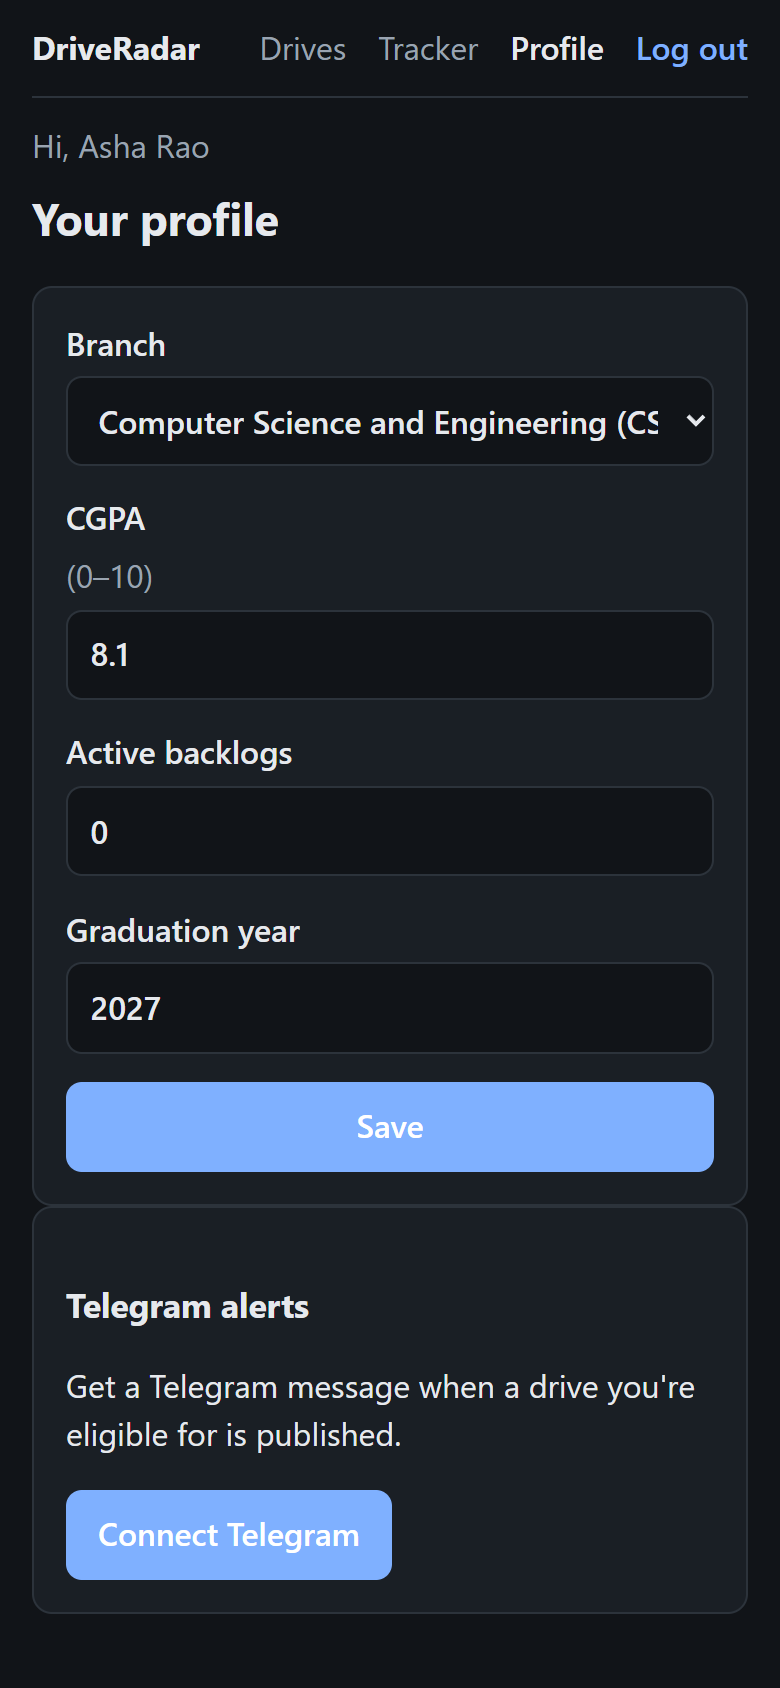 DriveRadar Drives Tracker Profile Log out
Hi, Asha Rao
Your profile
Branch
Computer Science and Engineering (CS
CGPA
(0–10)
8.1
Active backlogs
0
Graduation year
2027
Save
Telegram alerts
Get a Telegram message when a drive you're
eligible for is published.
Connect Telegram